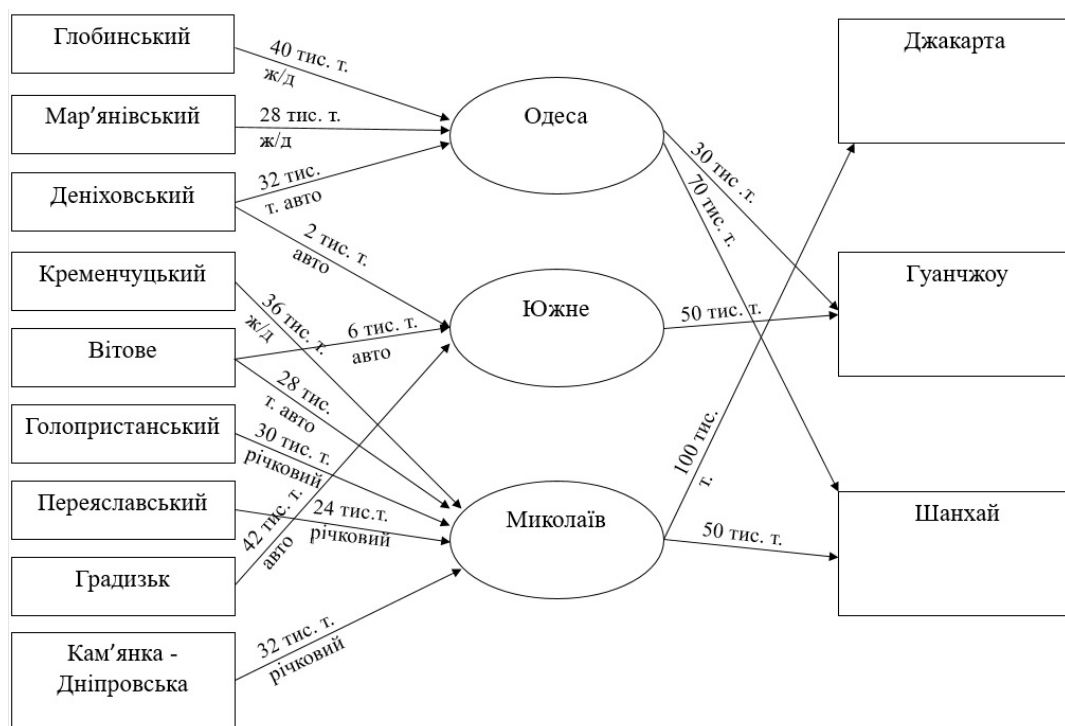 Глобинський
Мар’янівський
Деніховський
Кременчуцький
Вітове
Голопристанський
Переяславський
Градизьк
Кам’янка -
Дніпровська
40 тис. т.
ж/д
28 тис. т.
ж/д
32 тис.
т. авто
2 тис. т.
авто
36 тис. т.
ж/д
6 тис. т.
авто
28 тис.
т. авто
30 тис. т.
річковий
24 тис.т.
річковий
42 тис. т.
авто
32 тис. т.
річковий
Одеса
Южне
Миколаїв
30 тис .т.
70 тис. т.
50 тис. т.
100 тис.
т.
50 тис. т.
Джакарта
Гуанчжоу
Шанхай